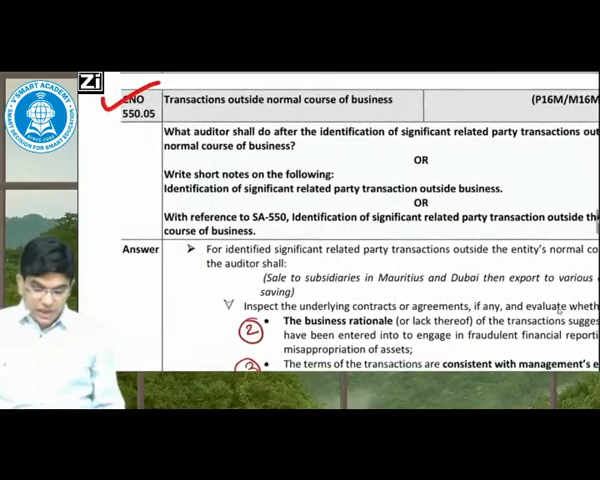 Zi
V'SMART ACADEMY
SMART DECISION FOR SMART EDUCATION
CNO
550.05
Transactions outside normal course of business
(P16M/M16M
What auditor shall do after the identification of significant related party transactions out
normal course of business?
OR
Write short notes on the following:
Identification of significant related party transaction outside business.
OR
With reference to SA-550, Identification of significant related party transaction outside th
course of business.
Answer
➤ For identified significant related party transactions outside the entity's normal co
the auditor shall:
(Sale to subsidiaries in Mauritius and Dubai then export to various
saving)
Inspect the underlying contracts or agreements, if any, and evaluate wheth
② • The business rationale (or lack thereof) of the transactions sugges
have been entered into to engage in fraudulent financial reporti
misappropriation of assets;
③ • The terms of the transactions are consistent with management's e